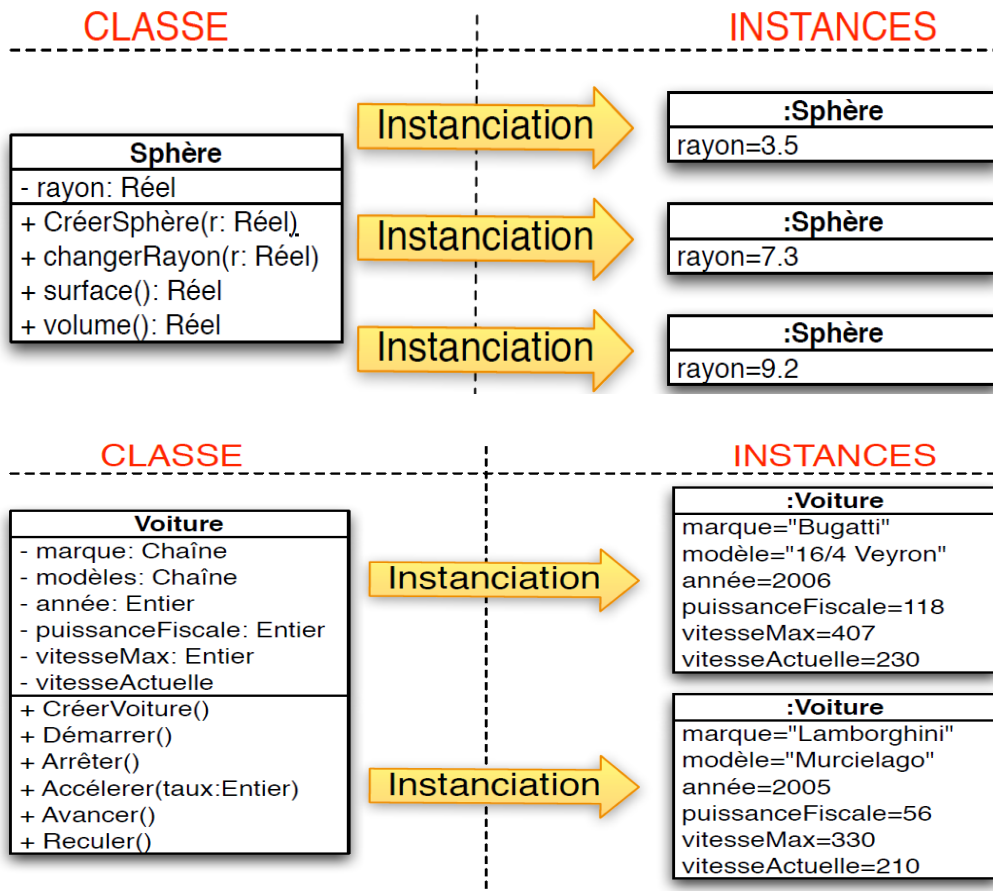 CLASSE
INSTANCES
Sphère
- rayon: Réel
+ CréerSphère(r: Réel)
+ changerRayon(r: Réel)
+ surface(): Réel
+ volume(): Réel
Instanciation
Instanciation
Instanciation
:Sphère
rayon=3.5
:Sphère
rayon=7.3
:Sphère
rayon=9.2
CLASSE
INSTANCES
Voiture
- marque: Chaîne
- modèles: Chaîne
- année: Entier
- puissanceFiscale: Entier
- vitesseMax: Entier
- vitesseActuelle
+ CréerVoiture()
+ Démarrer()
+ Arrêter()
+ Accélerer(taux:Entier)
+ Avancer()
+ Reculer()
Instanciation
Instanciation
:Voiture
marque="Bugatti"
modèle="16/4 Veyron"
année=2006
puissanceFiscale=118
vitesseMax=407
vitesseActuelle=230
:Voiture
marque="Lamborghini"
modèle="Murcielago"
année=2005
puissanceFiscale=56
vitesseMax=330
vitesseActuelle=210